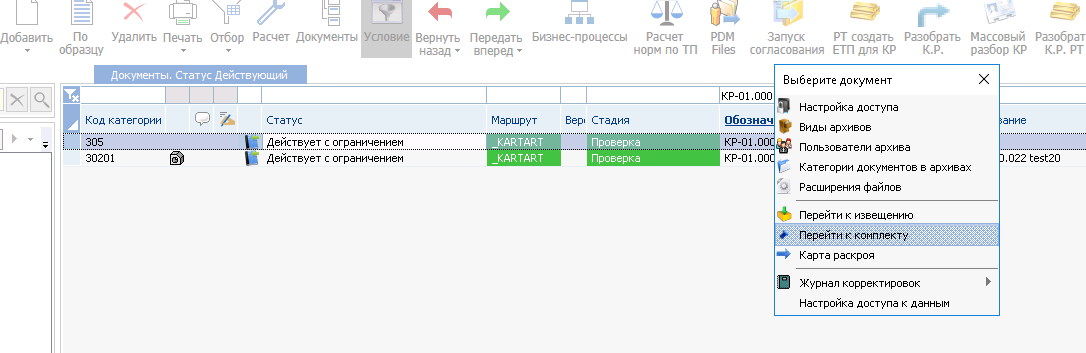 Добавить
По образцу
Удалить
Печать
Отбор
Расчет
Документы
Условие
Вернуть назад
Передать вперед
Бизнес-процессы
Расчет норм по ТП
PDM Files
Запуск согласования
РТ создать ЕТП для КР
Разобрать К.Р.
Массовый разбор КР
Разобрат К.Р. РТ
Документы. Статус Действующий
КР-01.000
Код категории Статус Маршрут Верс Стадия Обознач вание
305 Действует с ограничением _KARTART Проверка КР-01.000
30201 Действует с ограничением _KARTART Проверка КР-01.000 0.022 test20
Выберите документ
Настройка доступа
Виды архивов
Пользователи архива
Категории документов в архивах
Расширения файлов
Перейти к извещению
Перейти к комплекту
Карта раскроя
Журнал корректировок
Настройка доступа к данным